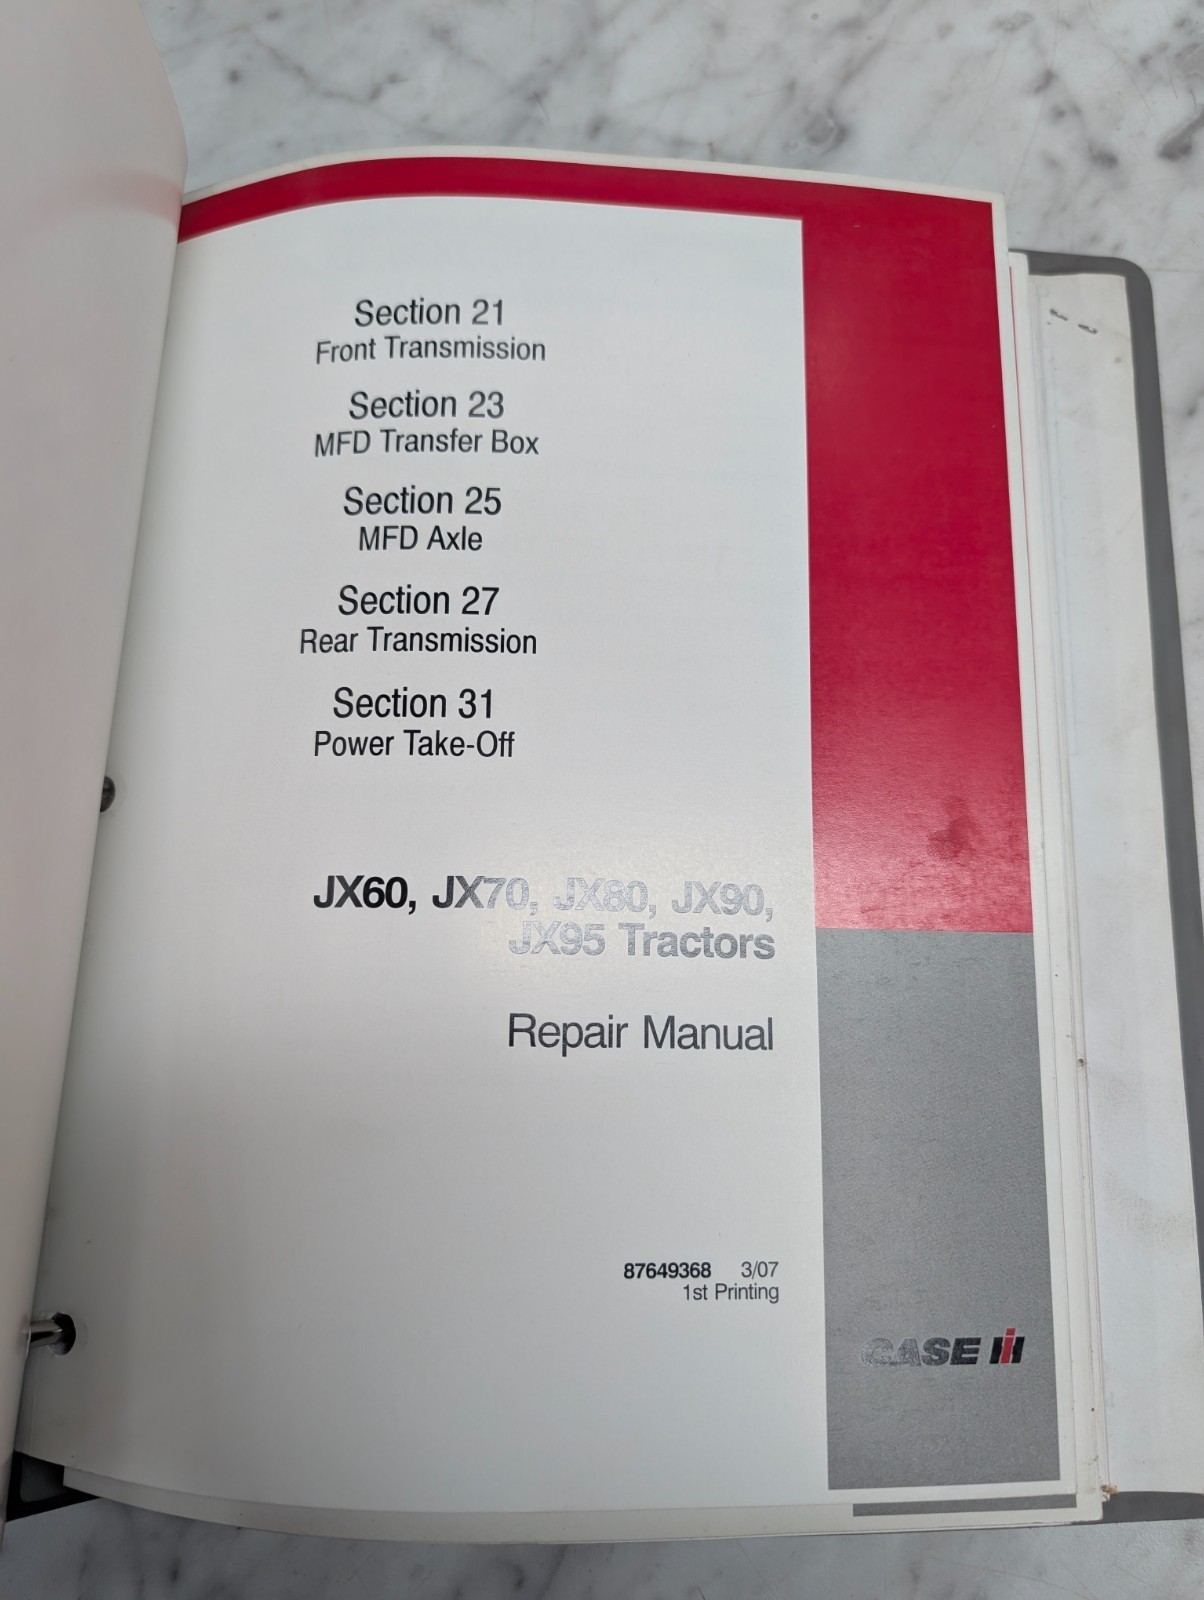 Section 21
Front Transmission
Section 23
MFD Transfer Box
Section 25
MFD Axle
Section 27
Rear Transmission
Section 31
Power Take-Off
JX60, JX70, JX80, JX90,
JX95 Tractors
Repair Manual
87649368 3/07
1st Printing
CASE IH